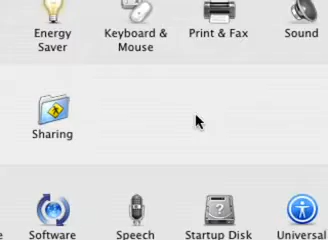 Energy Saver
Keyboard & Mouse
Print & Fax
Sound
Sharing
e
Software
Speech
Startup Disk
Universal